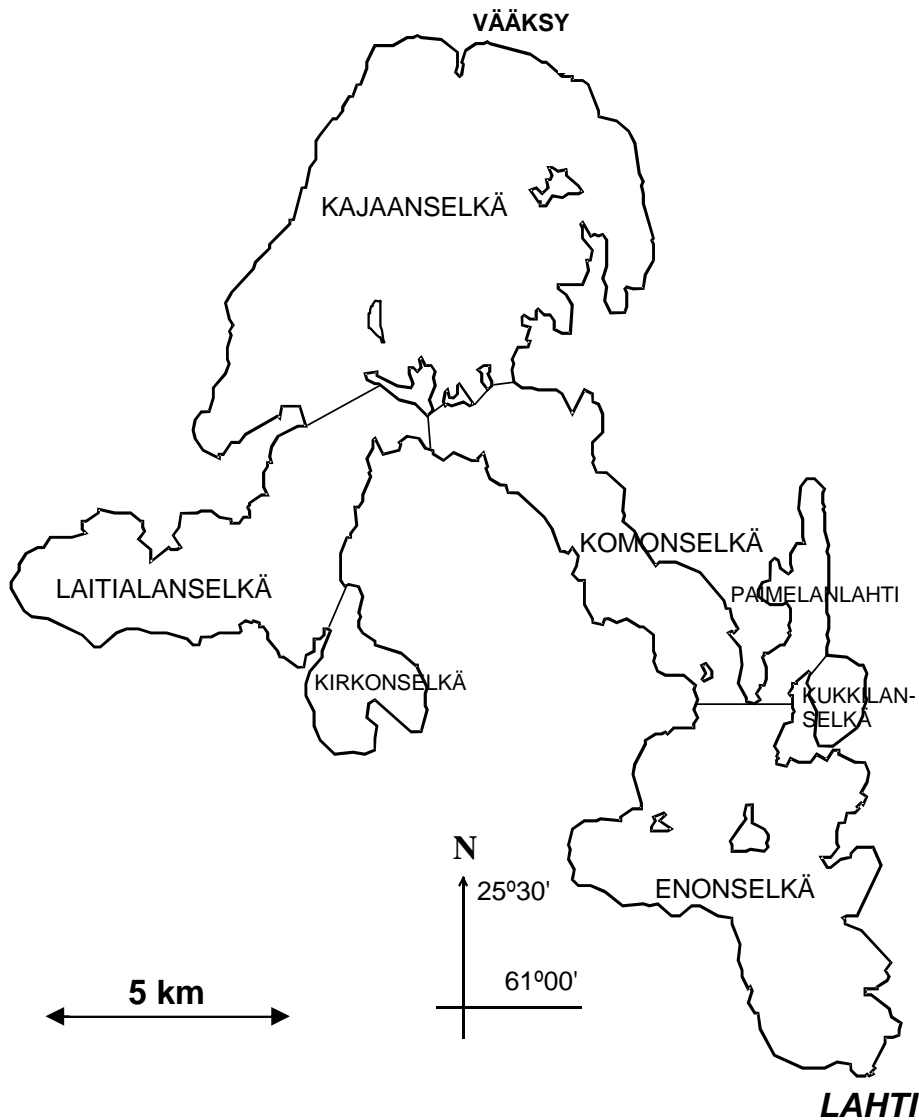 VÄÄKSY
KAJAANSELKÄ
KOMONSELKÄ
LAITIALANSELKÄ
PAIMELANLAHTI
KIRKONSELKÄ
KUKKILAN-
SELKÄ
N
25º30'
ENONSELKÄ
61º00'
5 km
LAHTI